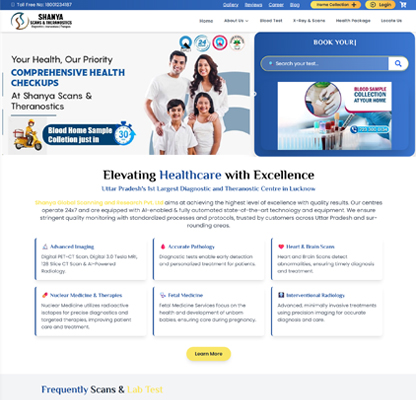 Toll Free No: 18001234187
Gallery Reviews Career Blog Home Collection Login
SHANYA
SCANS & THERANOSTICS
Home About Us Blood Test X-Ray & Scans Health Package Locate Us
24
Your Health, Our Priority
COMPREHENSIVE HEALTH
CHECKUPS
At Shanya Scans &
Theranostics
Blood Home Sample
Colletion just in
30
BOOK YOUR|
Search your test...
BLOOD SAMPLE
COLLECTION
AT YOUR HOME
Elevating Healthcare with Excellence
Uttar Pradesh's 1st Largest Diagnostic and Theranostic Centre in Lucknow
Shanya Global Scanning and Research Pvt. Ltd aims at achieving the highest level of excellence with quality results. Our centres
operate 24x7 and are equipped with AI-enabled & fully automated state-of-the-art technology and equipment. We ensure
stringent quality monitoring with standardized processes and protocols, trusted by customers across Uttar Pradesh and sur-
rounding areas.
Advanced Imaging
Digital PET-CT Scan, Digital 3.0 Tesla MRI,
128 Slice CT Scan & AI-Powered
Radiology.
Accurate Pathology
Diagnostic tests enable early detection
and personalized treatment for patients.
Heart & Brain Scans
Heart and Brain Scans detect
abnormalities, ensuring timely diagnosis
and treatment.
Nuclear Medicine & Therapies
Nuclear Medicine utilizes radioactive
isotopes for precise diagnostics and
targeted therapies, improving patient
care and treatment.
Fetal Medicine
Fetal Medicine Services focus on the
health and development of unborn
babies, ensuring care during pregnancy.
Interventional Radiology
Advanced, minimally invasive treatments
using precision imaging for accurate
diagnosis and care.
Learn More
Frequently Scans & Lab Test